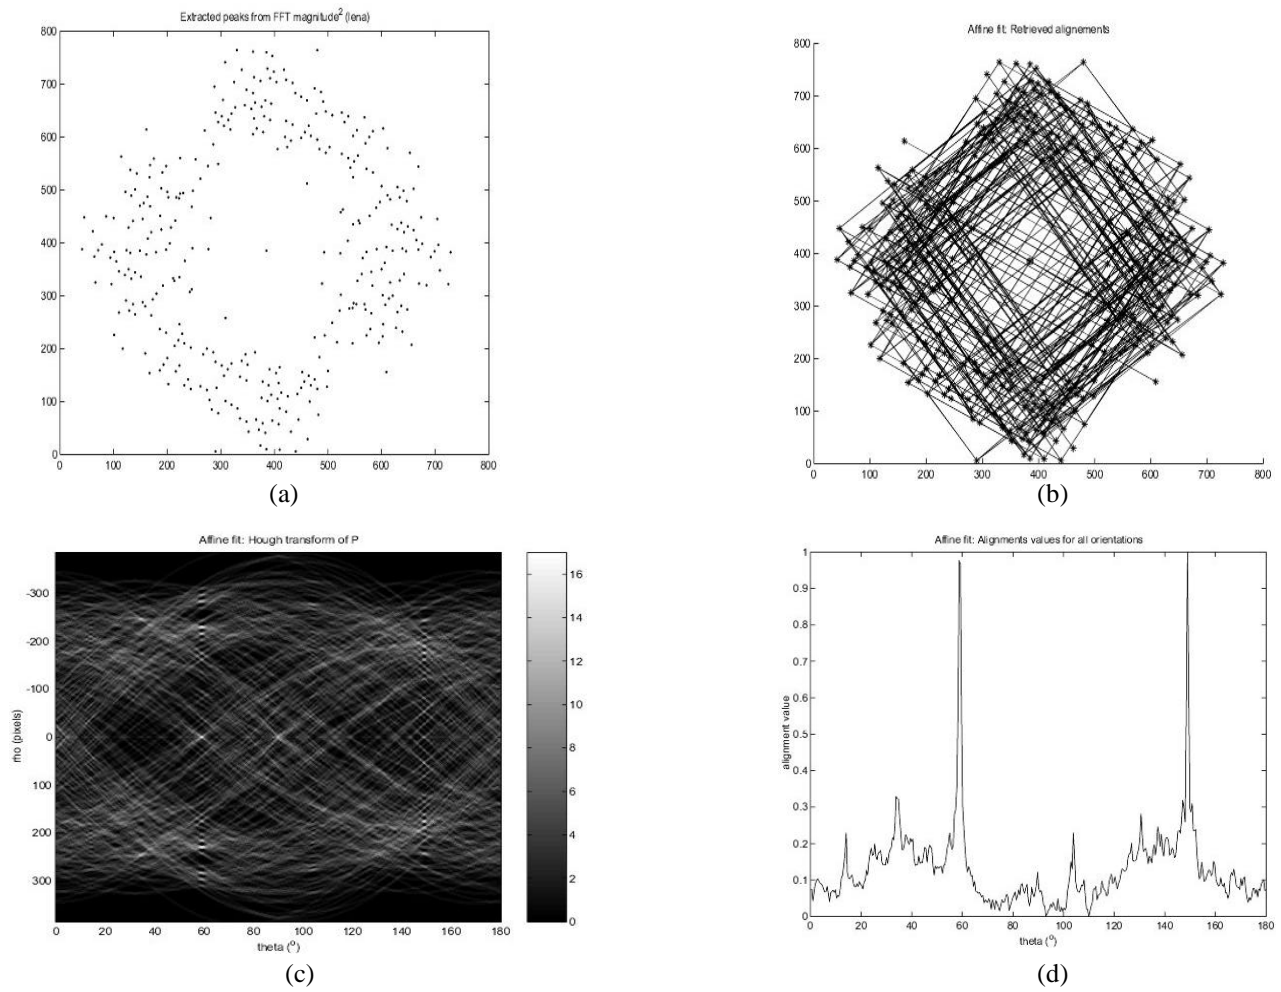 Extracted peaks from FFT magnitude² (lena)
800
700
600
500
400
300
200
100
0
0 100 200 300 400 500 600 700 800
(a)
Affine fit: Retrieved alignements
800
700
600
500
400
300
200
100
0
0 100 200 300 400 500 600 700 800
(b)
Affine fit: Hough transform of P
rho (pixels)
-300
-200
-100
0
100
200
300
0 20 40 60 80 100 120 140 160 180
theta (°)
16
14
12
10
8
6
4
2
0
(c)
Affine fit: Alignments values for all orientations
alignment value
1
0.9
0.8
0.7
0.6
0.5
0.4
0.3
0.2
0.1
0
0 20 40 60 80 100 120 140 160 180
theta (°)
(d)